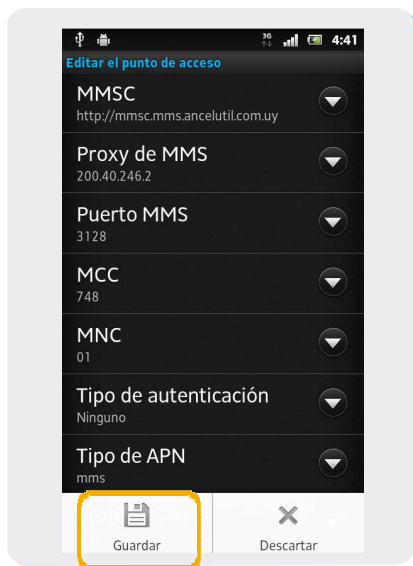 3G 4:41
Editar el punto de acceso
MMSC
http://mmsc.mms.ancelutil.com.uy
Proxy de MMS
200.40.246.2
Puerto MMS
3128
MCC
748
MNC
01
Tipo de autenticación
Ninguno
Tipo de APN
mms
Guardar Descartar